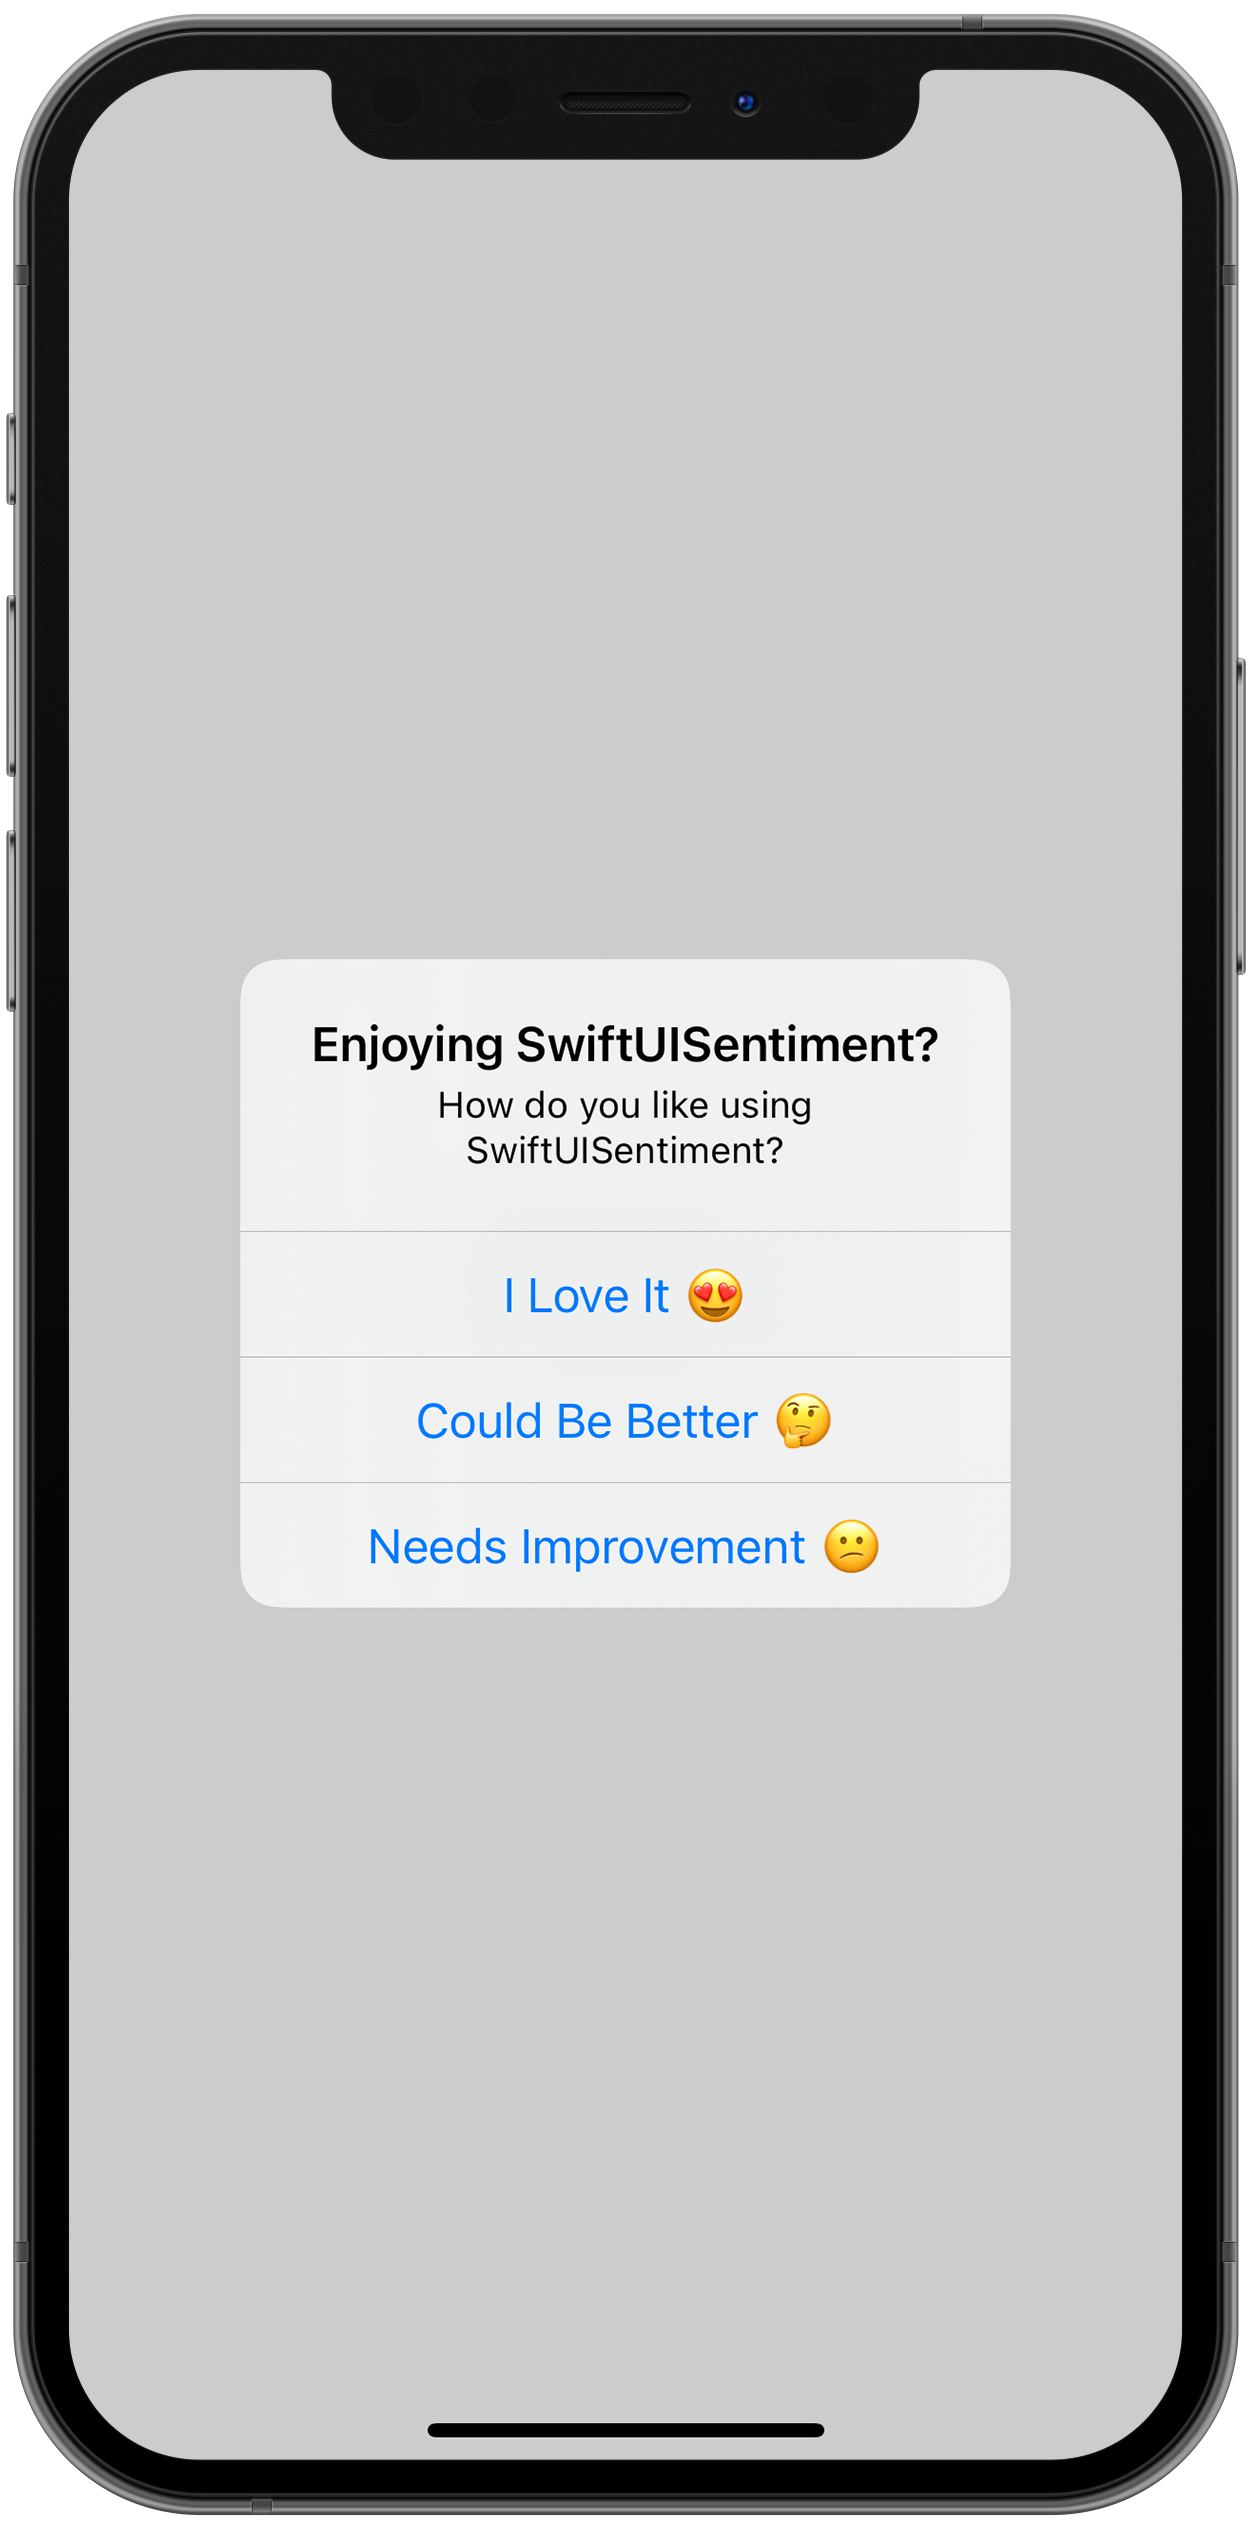 Enjoying SwiftUISentiment?
How do you like using
SwiftUISentiment?
I Love It 😍
Could Be Better 🤔
Needs Improvement 😕